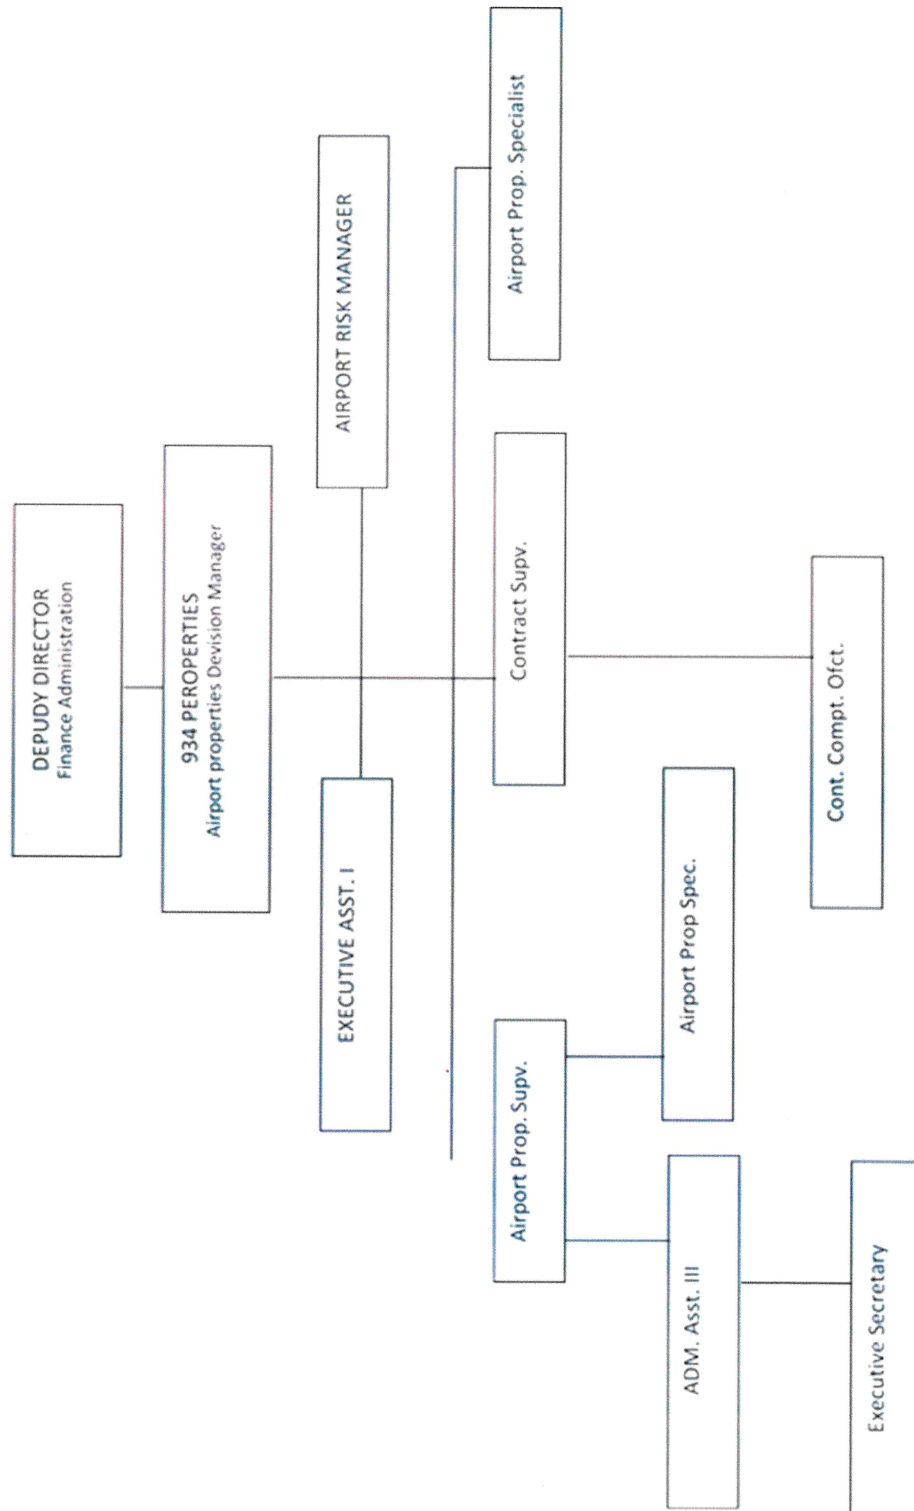 DEPUDY DIRECTOR
Finance Administration
934 PEROPERTIES
Airport properties Devision Manager
EXECUTIVE ASST. I
AIRPORT RISK MANAGER
Airport Prop. Supv.
Contract Supv.
Airport Prop. Specialist
ADM. Asst. III
Airport Prop Spec.
Executive Secretary
Cont. Compt. Ofct.